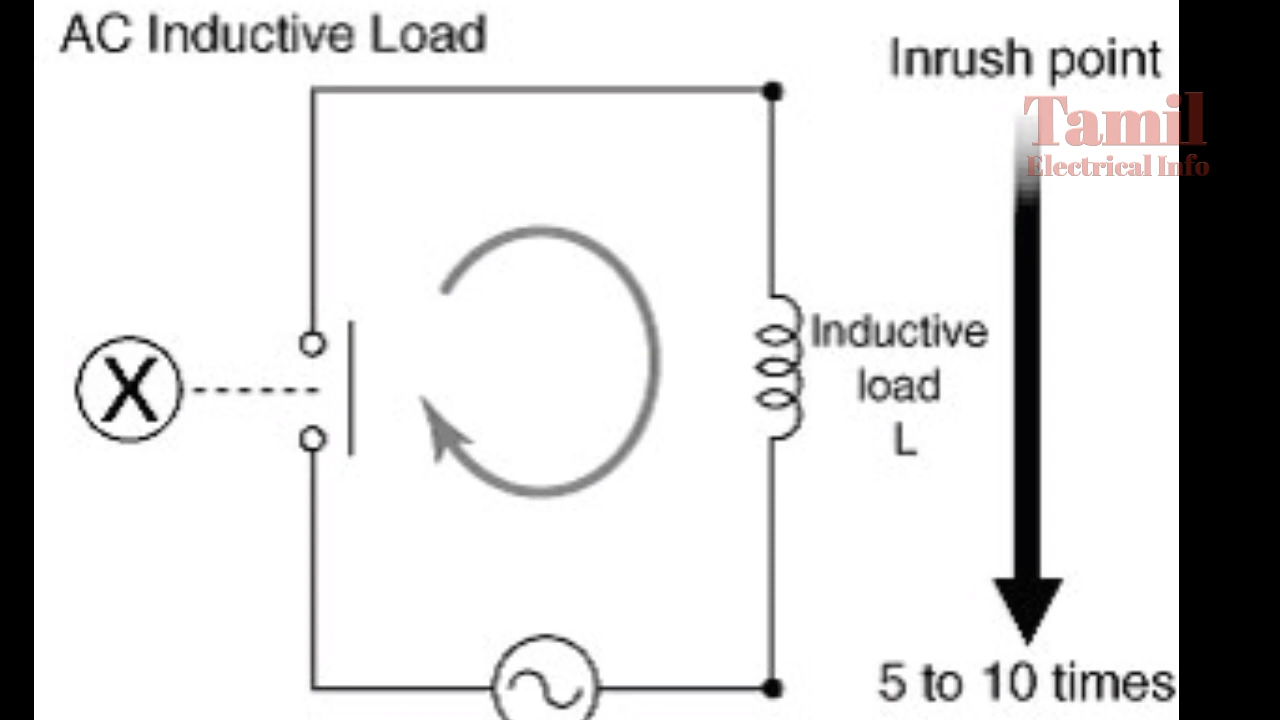 AC Inductive Load
Inrush point
Tamil
Electrical Info
X
Inductive
load
L
5 to 10 times